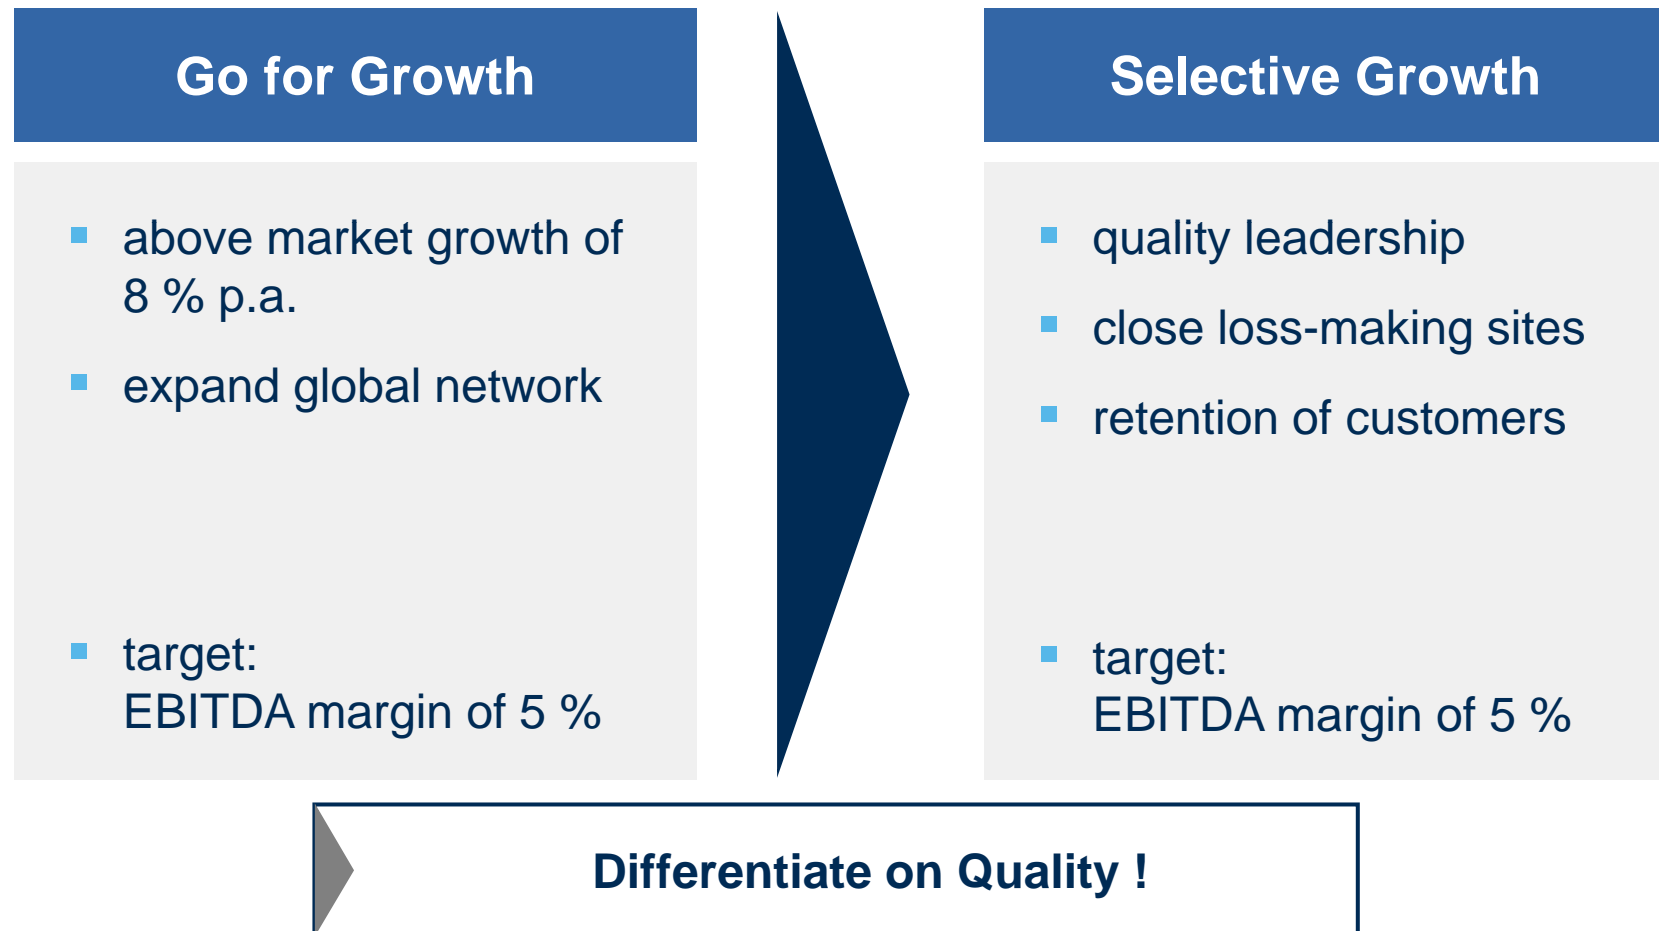 Go for Growth
above market growth of
8 % p.a.
expand global network
target:
EBITDA margin of 5 %
Selective Growth
quality leadership
close loss-making sites
retention of customers
target:
EBITDA margin of 5 %
Differentiate on Quality !